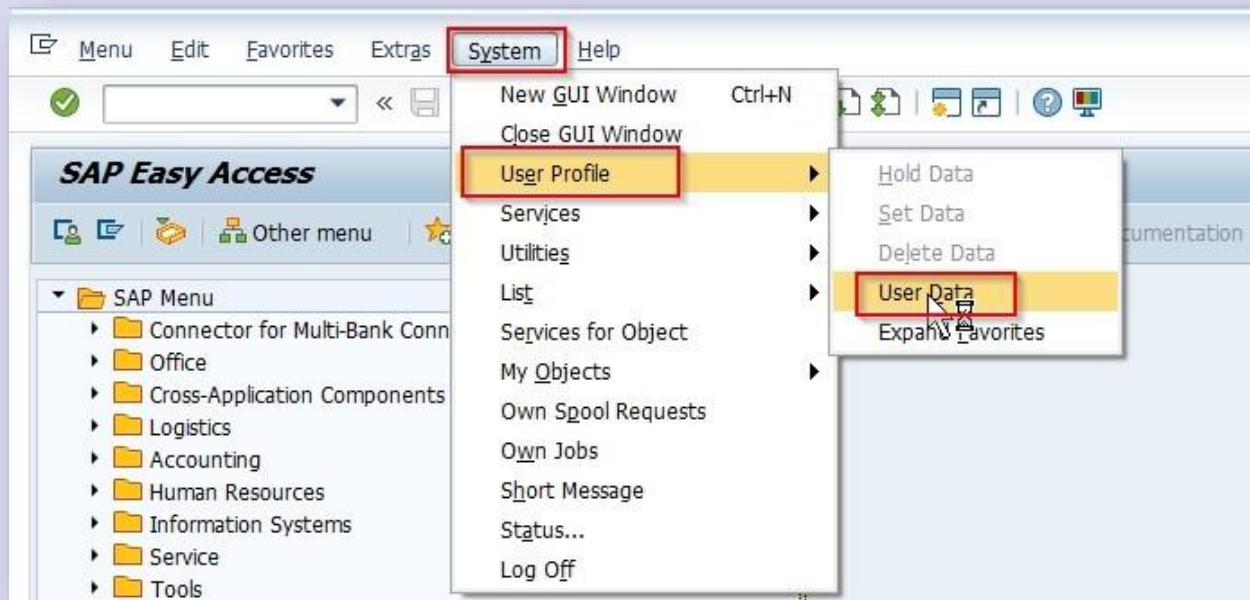 Menu Edit Favorites Extras System Help
New GUI Window Ctrl+N
Close GUI Window
SAP Easy Access
User Profile
Hold Data
Services
Set Data
Other menu
Utilities
Delete Data
SAP Menu
List
User Data
Connector for Multi-Bank Conn
Services for Object
Expand Favorites
Office
My Objects
Cross-Application Components
Own Spool Requests
Logistics
Own Jobs
Accounting
Short Message
Human Resources
Status...
Information Systems
Service
Log Off
Tools